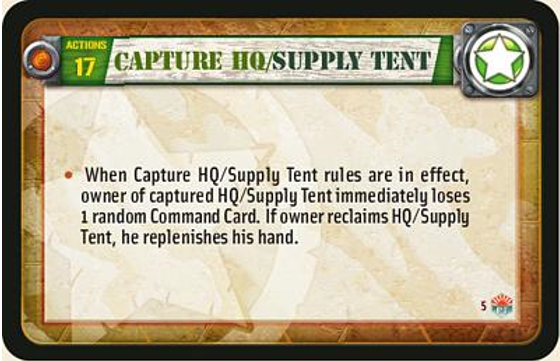 ACTIONS
17
CAPTURE HQ/SUPPLY TENT
• When Capture HQ/Supply Tent rules are in effect,
owner of captured HQ/Supply Tent immediately loses
1 random Command Card. If owner reclaims HQ/Supply
Tent, he replenishes his hand.
5